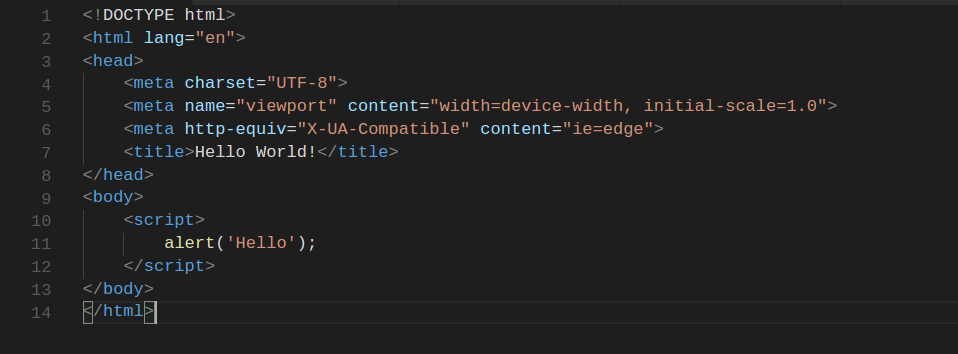 1 <!DOCTYPE html>
2 <html lang="en">
3 <head>
4     <meta charset="UTF-8">
5     <meta name="viewport" content="width=device-width, initial-scale=1.0">
6     <meta http-equiv="X-UA-Compatible" content="ie=edge">
7     <title>Hello World!</title>
8 </head>
9 <body>
10     <script>
11         alert('Hello');
12     </script>
13 </body>
14 </html>